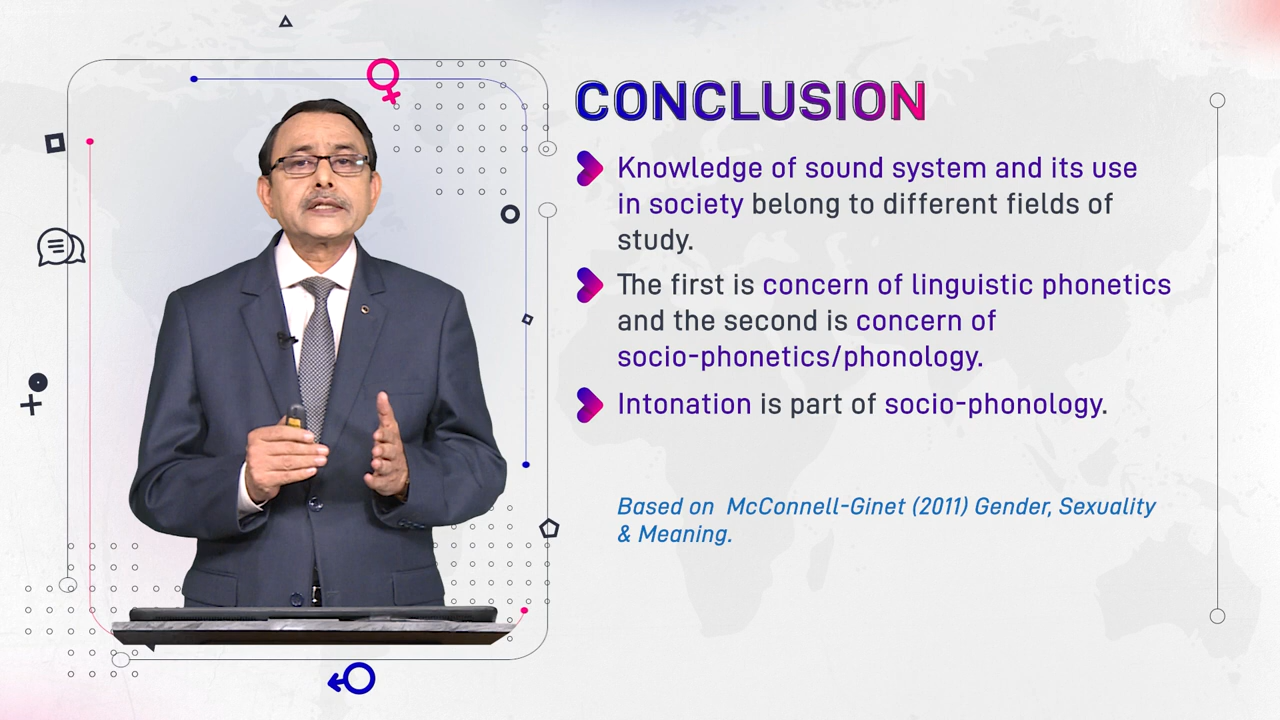 CONCLUSION
Knowledge of sound system and its use
in society belong to different fields of
study.
The first is concern of linguistic phonetics
and the second is concern of
socio-phonetics/phonology.
Intonation is part of socio-phonology.
Based on McConnell-Ginet (2011) Gender, Sexuality
& Meaning.